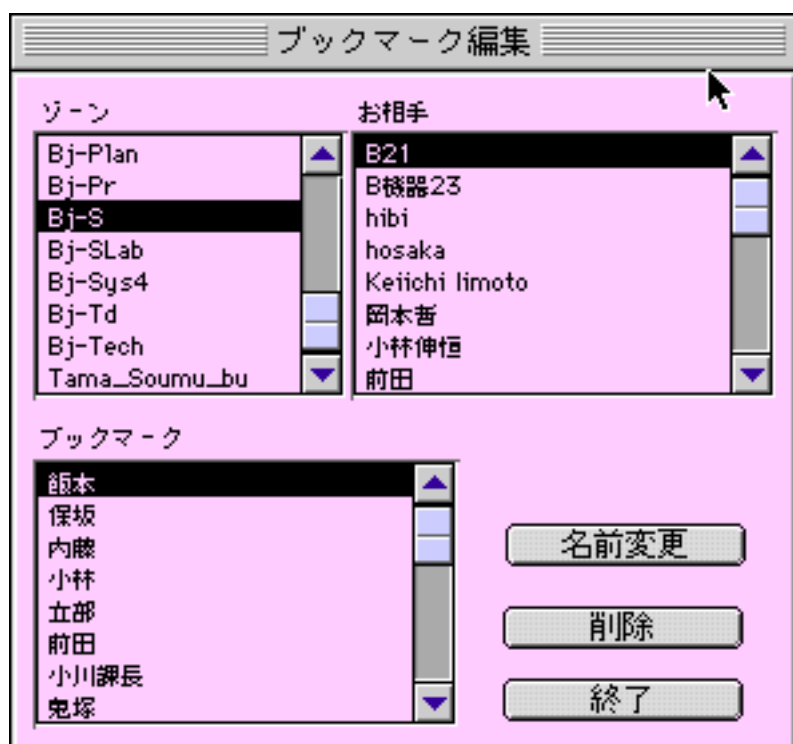 ブックマーク編集
ゾーン
お相手
Bj-Plan
Bj-Pr
Bj-S
Bj-SLab
Bj-Sys4
Bj-Td
Bj-Tech
Tama_Soumu_bu
B21
B機器23
hibi
hosaka
Keiichi Iimoto
岡本哲
小林伸恒
前田
ブックマーク
飯本
保坂
内藤
小林
立部
前田
小川課長
鬼塚
名前変更
削除
終了